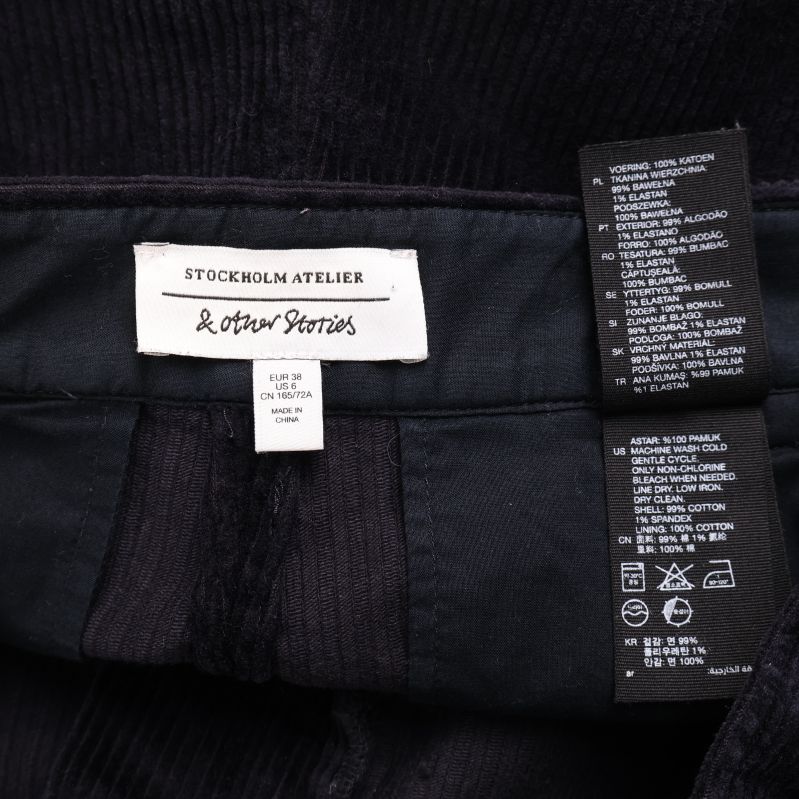 STOCKHOLM ATELIER
& Other Stories
EUR 38
US 6
CN 165/72A
MADE IN
CHINA
VOERING: 100% KATOEN
PL TKANINA WIERZCHNIA:
99% BAWEŁNA
1% ELASTAN
PODSZEWKA:
100% BAWEŁNA
PT EXTERIOR: 99% ALGODÃO
1% ELASTANO
FORRO: 100% ALGODÃO
RO TESATURA: 99% BUMBAC
1% ELASTAN
CĂPTUŞEALĂ:
100% BUMBAC
SE YTTERTYG: 99% BOMULL
1% ELASTAN
FODER: 100% BOMULL
SI ZUNANJE BLAGO:
99% BOMBAŽ 1% ELASTAN
PODLOGA: 100% BOMBAŽ
SK VRCHNÝ MATERIÁL:
99% BAVLNA 1% ELASTAN
PODŠÍVKA: 100% BAVLNA
TR ANA KUMAŞ: %99 PAMUK
%1 ELASTAN
ASTAR: %100 PAMUK
US MACHINE WASH COLD
GENTLE CYCLE.
ONLY NON-CHLORINE
BLEACH WHEN NEEDED.
LINE DRY. LOW IRON.
DRY CLEAN.
SHELL: 99% COTTON
1% SPANDEX
LINING: 100% COTTON
CN 面料: 99% 棉 1% 氨纶
里料: 100% 棉
KR 겉감: 면 99%
폴리우레탄 1%
안감: 면 100%
ar